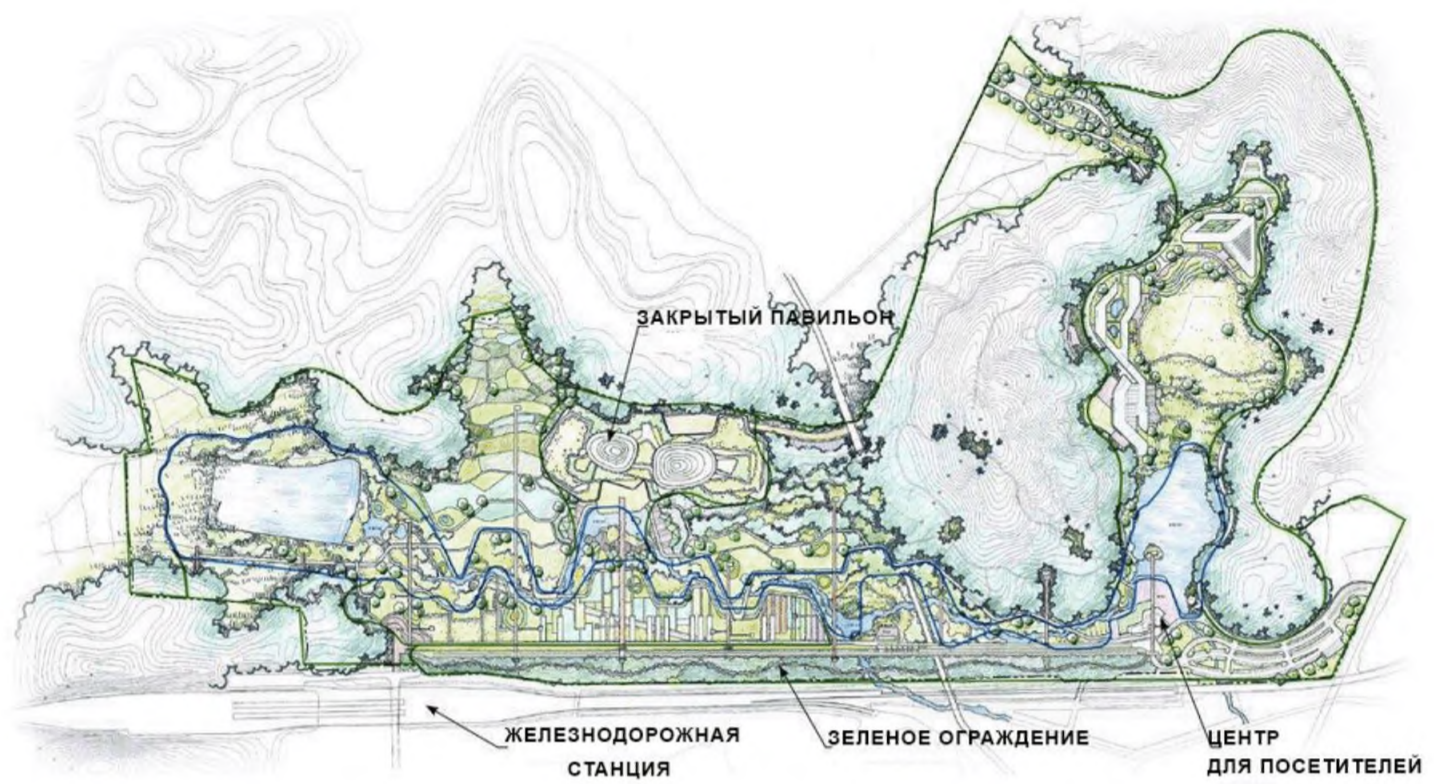 ЗАКРЫТЫЙ ПАВИЛЬОН
ЖЕЛЕЗНОДОРОЖНАЯ
СТАНЦИЯ
ЗЕЛЕНОЕ ОГРАЖДЕНИЕ
ЦЕНТР
ДЛЯ ПОСЕТИТЕЛЕЙ